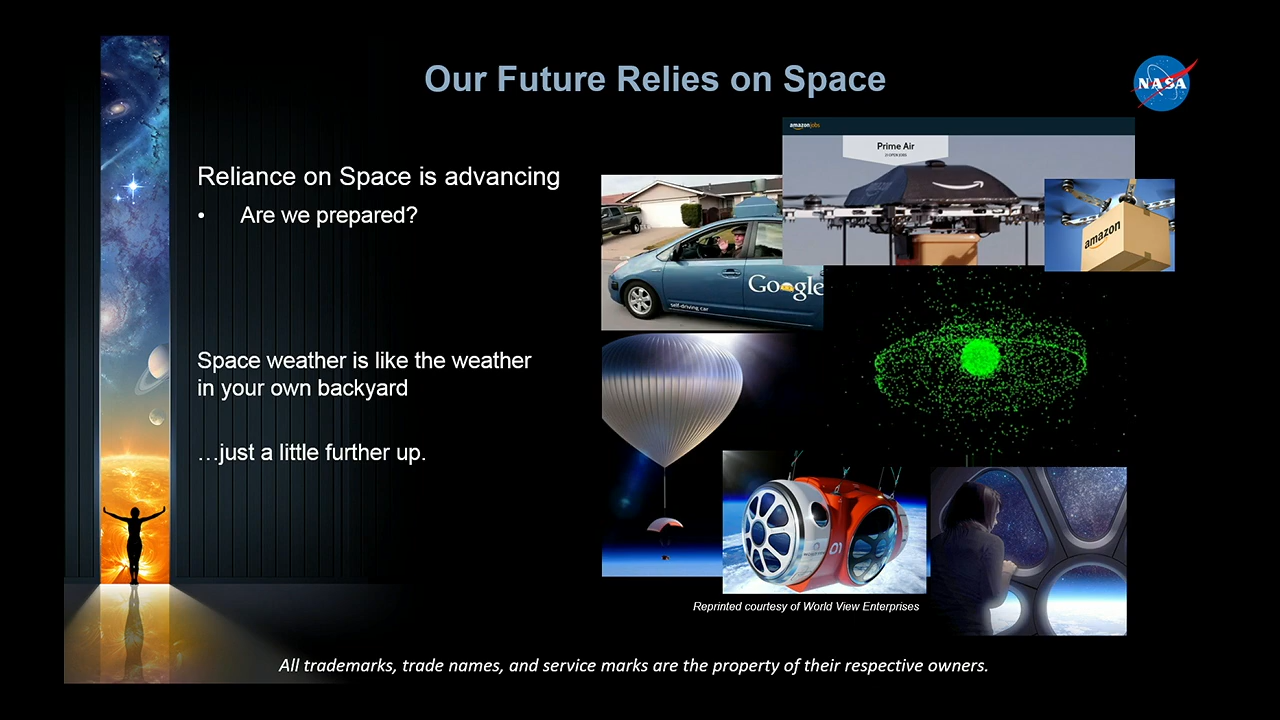 Our Future Relies on Space
NASA
Reliance on Space is advancing
• Are we prepared?
Space weather is like the weather
in your own backyard
…just a little further up.
amazonjobs
Prime Air
amazon
Google
self-driving car
01
Reprinted courtesy of World View Enterprises
All trademarks, trade names, and service marks are the property of their respective owners.